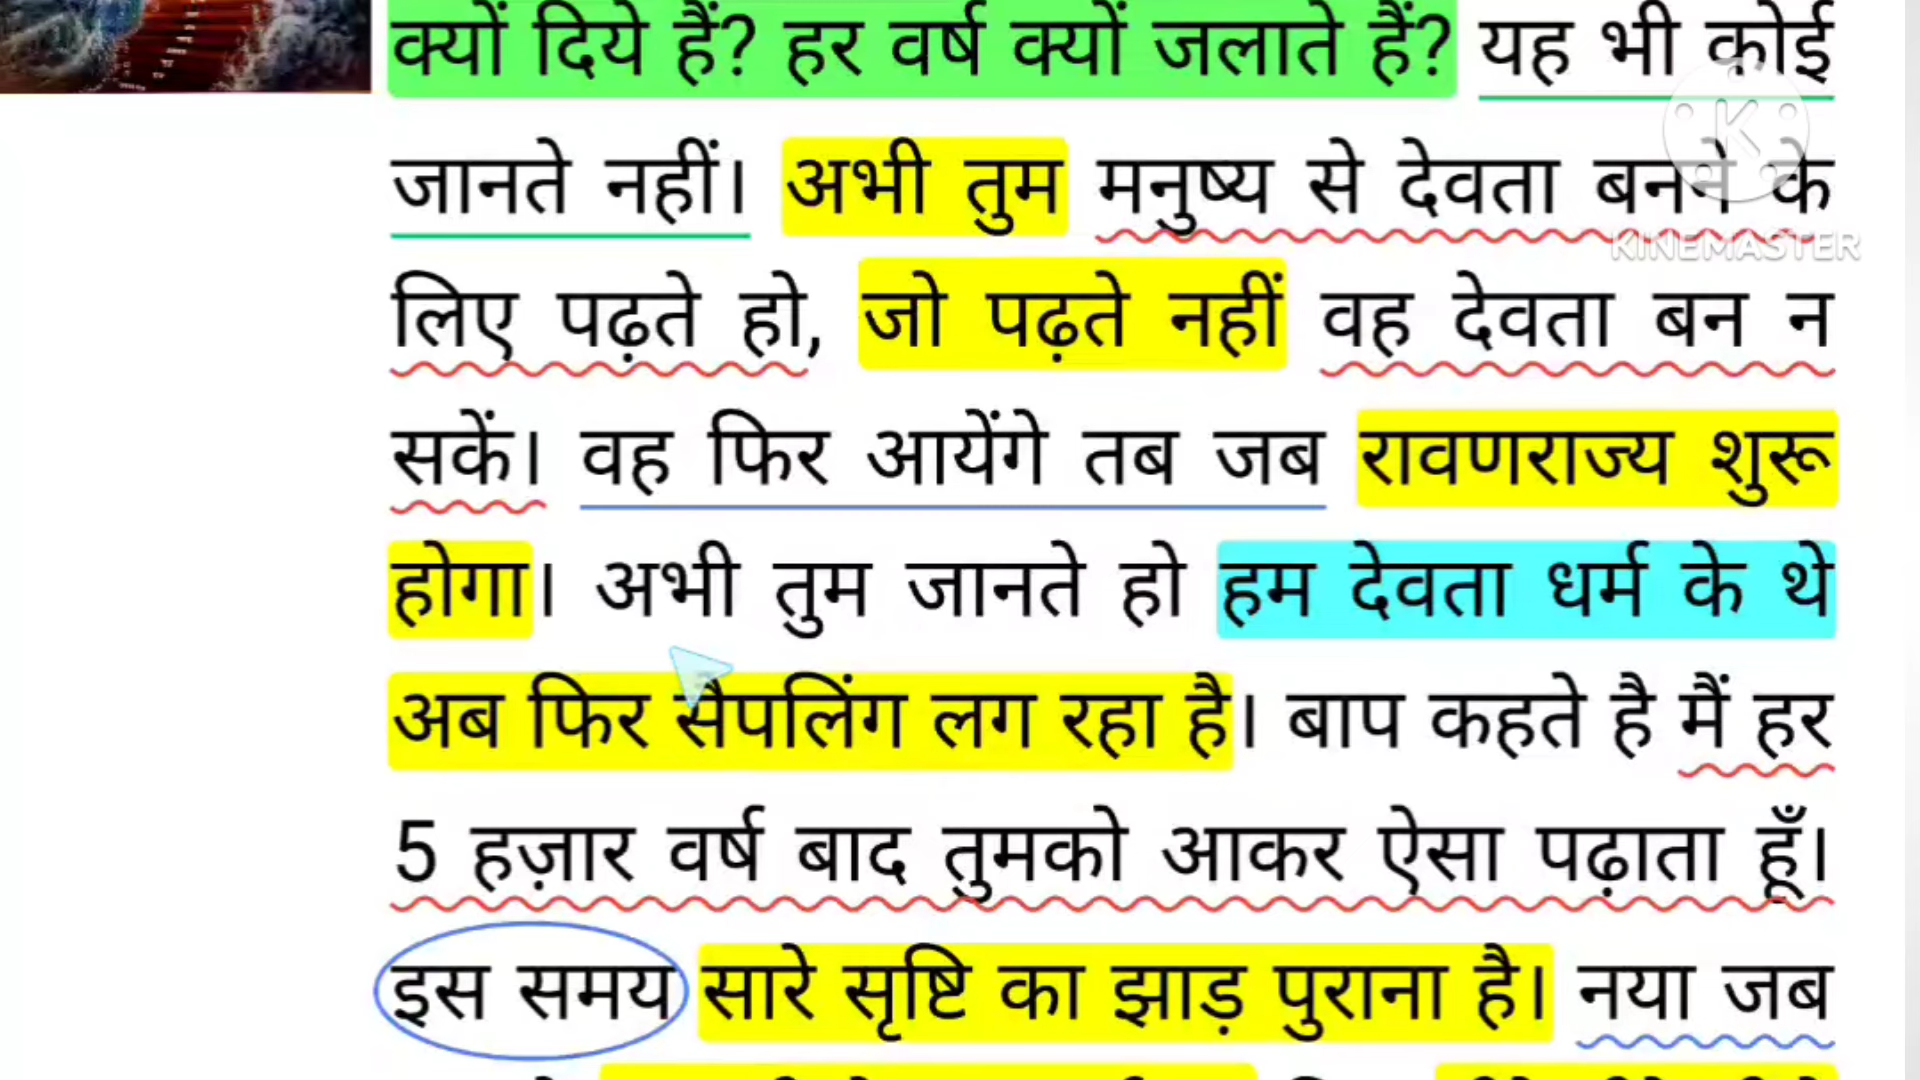 क्यों दिये हैं? हर वर्ष क्यों जलाते हैं? यह भी कोई
जानते नहीं। अभी तुम मनुष्य से देवता बनने के
KINEMASTER
लिए पढ़ते हो, जो पढ़ते नहीं वह देवता बन न
सकें। वह फिर आयेंगे तब जब रावणराज्य शुरू
होगा। अभी तुम जानते हो हम देवता धर्म के थे
अब फिर सैपलिंग लग रहा है। बाप कहते है मैं हर
5 हज़ार वर्ष बाद तुमको आकर ऐसा पढ़ाता हूँ।
इस समय सारे सृष्टि का झाड़ पुराना है। नया जब